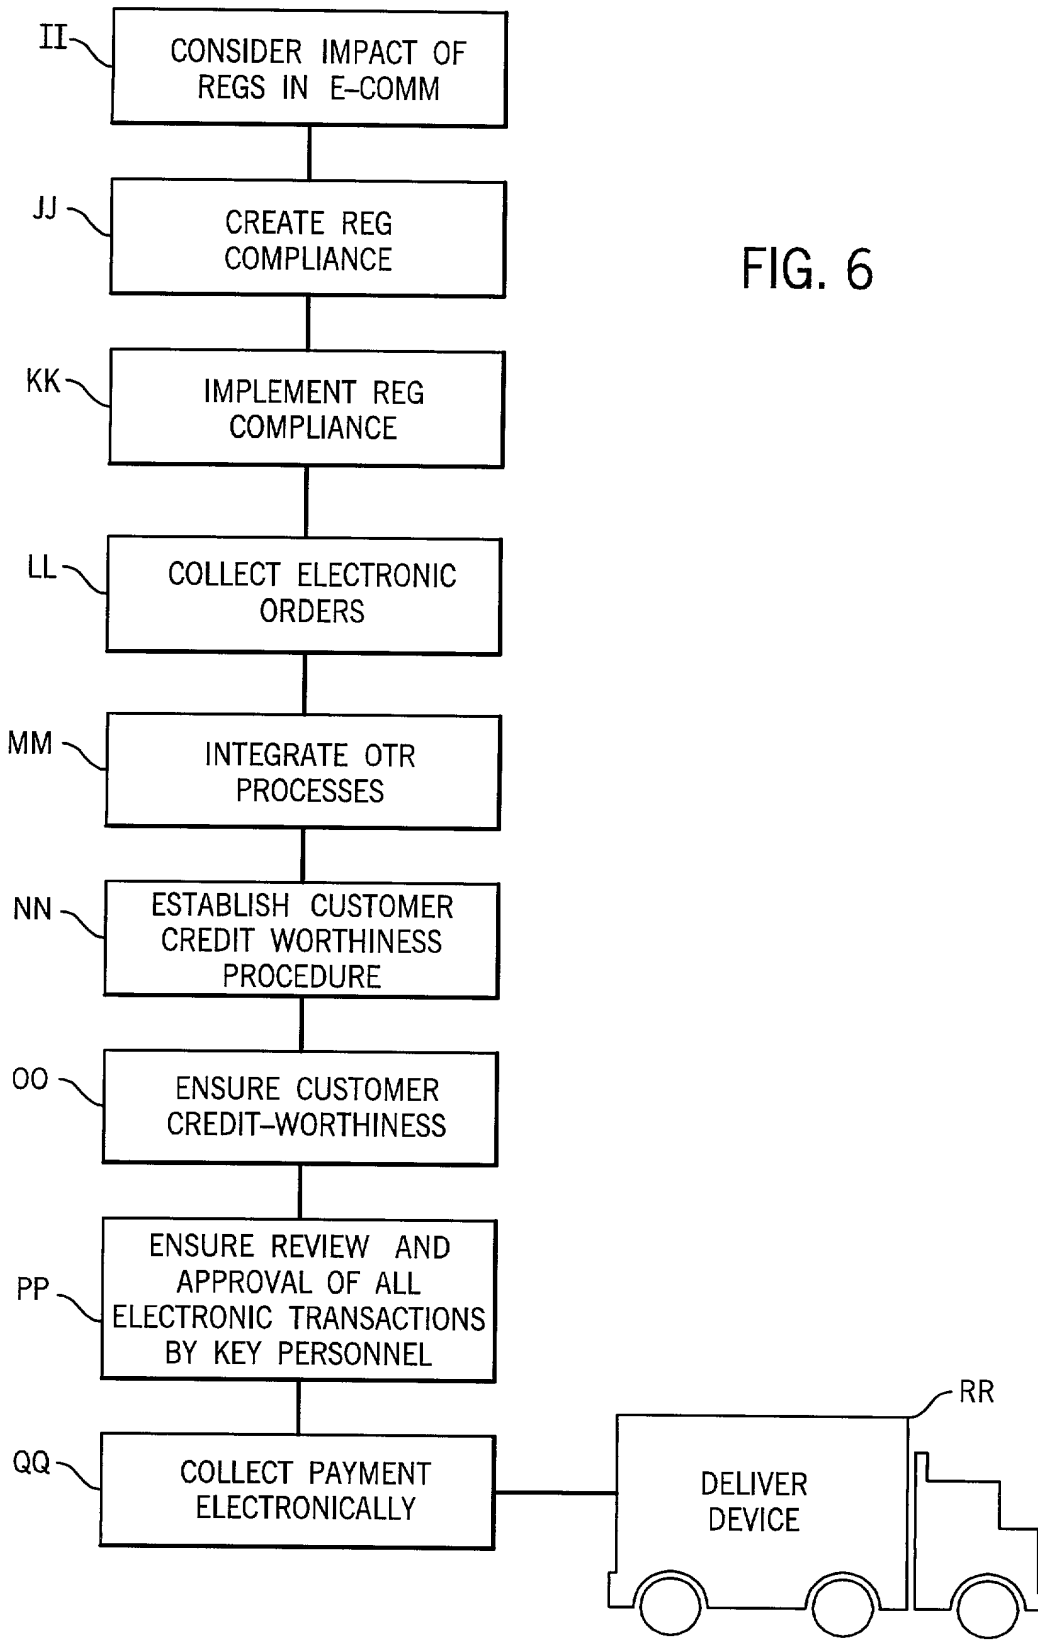 II
CONSIDER IMPACT OF
REGS IN E-COMM
JJ
CREATE REG
COMPLIANCE
FIG. 6
KK
IMPLEMENT REG
COMPLIANCE
LL
COLLECT ELECTRONIC
ORDERS
MM
INTEGRATE OTR
PROCESSES
NN
ESTABLISH CUSTOMER
CREDIT WORTHINESS
PROCEDURE
OO
ENSURE CUSTOMER
CREDIT-WORTHINESS
PP
ENSURE REVIEW AND
APPROVAL OF ALL
ELECTRONIC TRANSACTIONS
BY KEY PERSONNEL
QQ
COLLECT PAYMENT
ELECTRONICALLY
RR
DELIVER
DEVICE